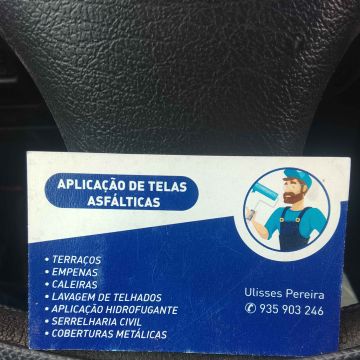 APLICAÇÃO DE TELAS
ASFÁLTICAS
• TERRAÇOS
• EMPENAS
• CALEIRAS
• LAVAGEM DE TELHADOS
• APLICAÇÃO HIDROFUGANTE
• SERRELHARIA CIVIL
• COBERTURAS METÁLICAS
Ulisses Pereira
935 903 246